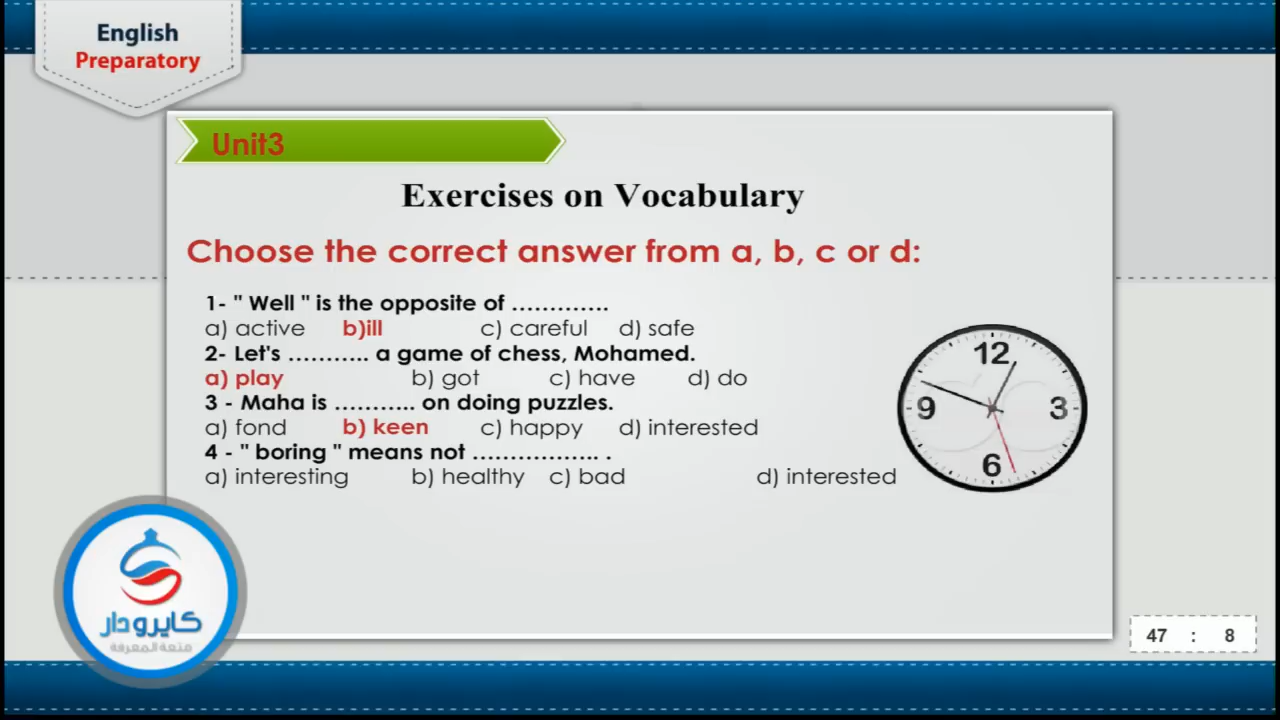 English
Preparatory
Unit3
Exercises on Vocabulary
Choose the correct answer from a, b, c or d:
1- " Well " is the opposite of ………….
a) active b)ill c) careful d) safe
2- Let's ……….. a game of chess, Mohamed.
a) play b) got c) have d) do
3 - Maha is ……….. on doing puzzles.
a) fond b) keen c) happy d) interested
4 - " boring " means not …………….. .
a) interesting b) healthy c) bad d) interested
12
9 3
6
كايرودار
متعة المعرفة
47 : 8